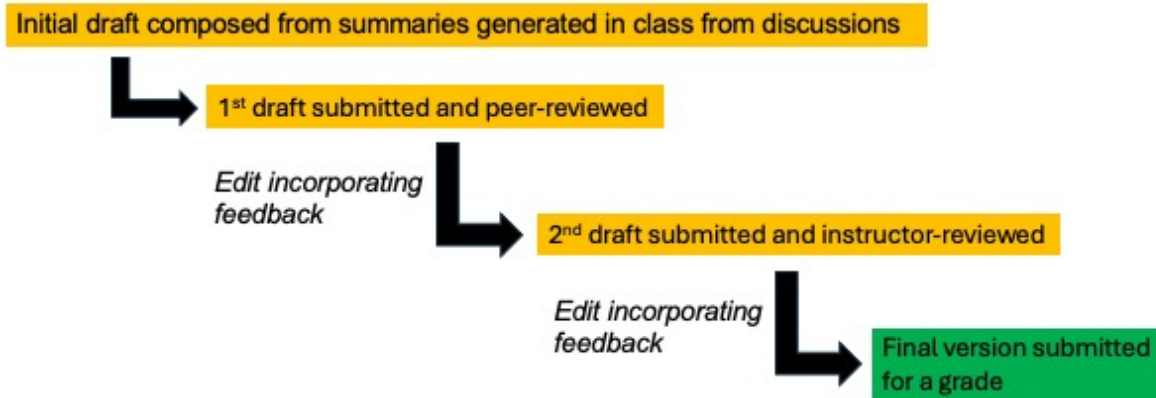 Initial draft composed from summaries generated in class from discussions
1st draft submitted and peer-reviewed
Edit incorporating
feedback
2nd draft submitted and instructor-reviewed
Edit incorporating
feedback
Final version submitted
for a grade